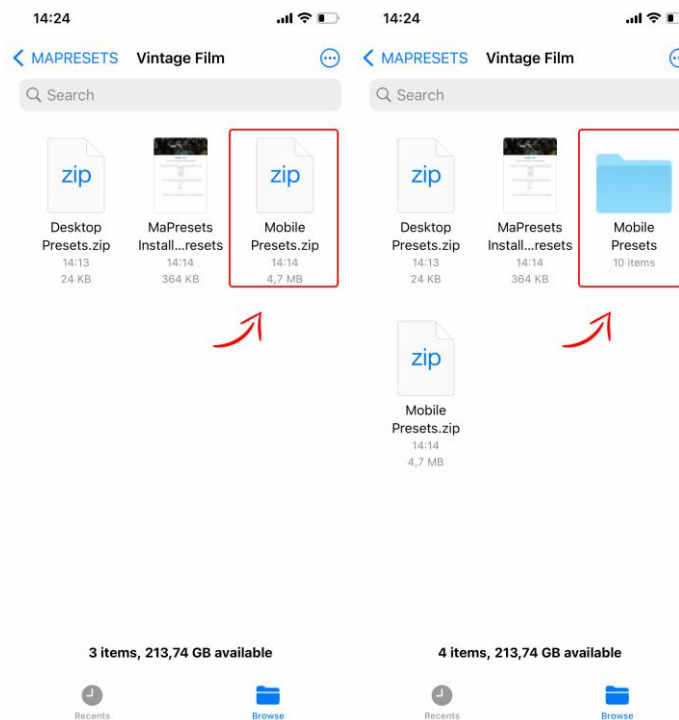 14:24
MAPRESETS
Vintage Film
Search
zip
Desktop
Presets.zip
14:13
24 KB
MaPresets
Install...resets
14:14
364 KB
zip
Mobile
Presets.zip
14:14
4,7 MB
3 items, 213,74 GB available
Recents
Browse
14:24
MAPRESETS
Vintage Film
Search
zip
Desktop
Presets.zip
14:13
24 KB
MaPresets
Install...resets
14:14
364 KB
Mobile
Presets
10 items
zip
Mobile
Presets.zip
14:14
4,7 MB
4 items, 213,74 GB available
Recents
Browse